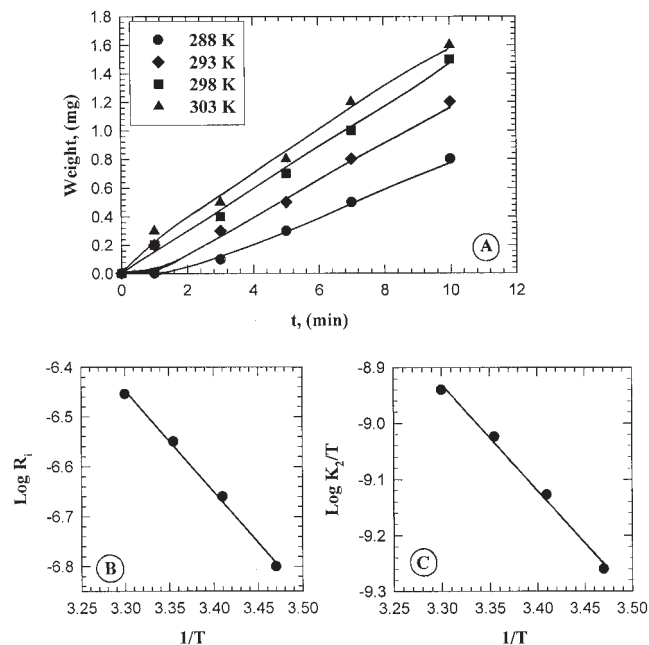 1.8
1.6
1.4
1.2
1.0
0.8
0.6
0.4
0.2
0.0
Weight, (mg)
288 K
293 K
298 K
303 K
A
0 2 4 6 8 10 12
t, (min)
-6.4
-6.5
-6.6
-6.7
-6.8
Log Ri
B
3.25 3.30 3.35 3.40 3.45 3.50
1/T
-8.9
-9.0
-9.1
-9.2
-9.3
Log K2/T
C
3.25 3.30 3.35 3.40 3.45 3.50
1/T